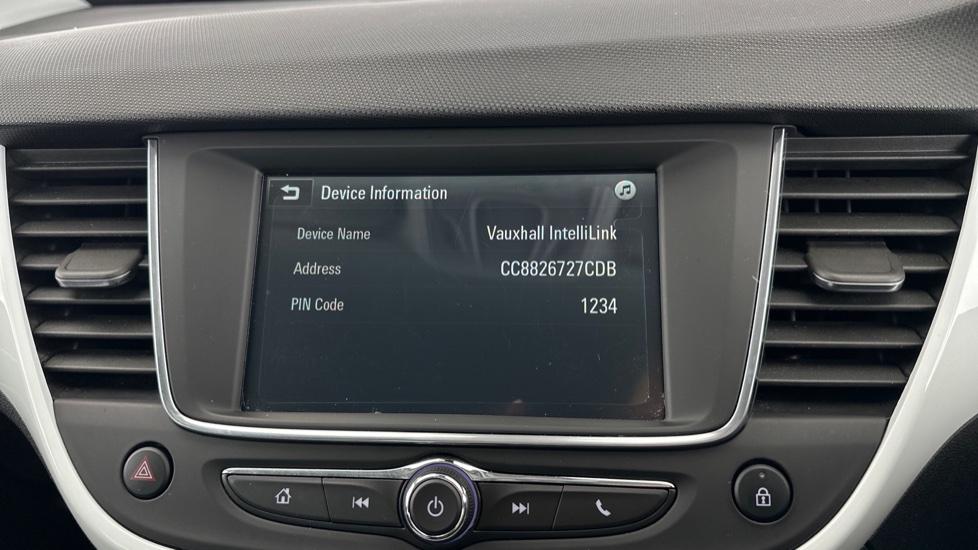 Device Information
Device Name Vauxhall IntelliLink
Address CC8826727CDB
PIN Code 1234